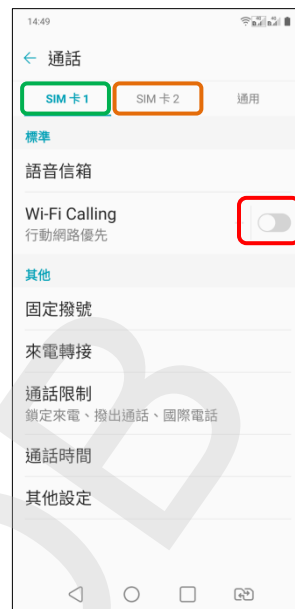 14:49
通話
SIM 卡 1
SIM 卡 2
通用
標準
語音信箱
Wi-Fi Calling
行動網路優先
其他
固定撥號
來電轉接
通話限制
鎖定來電、撥出通話、國際電話
通話時間
其他設定